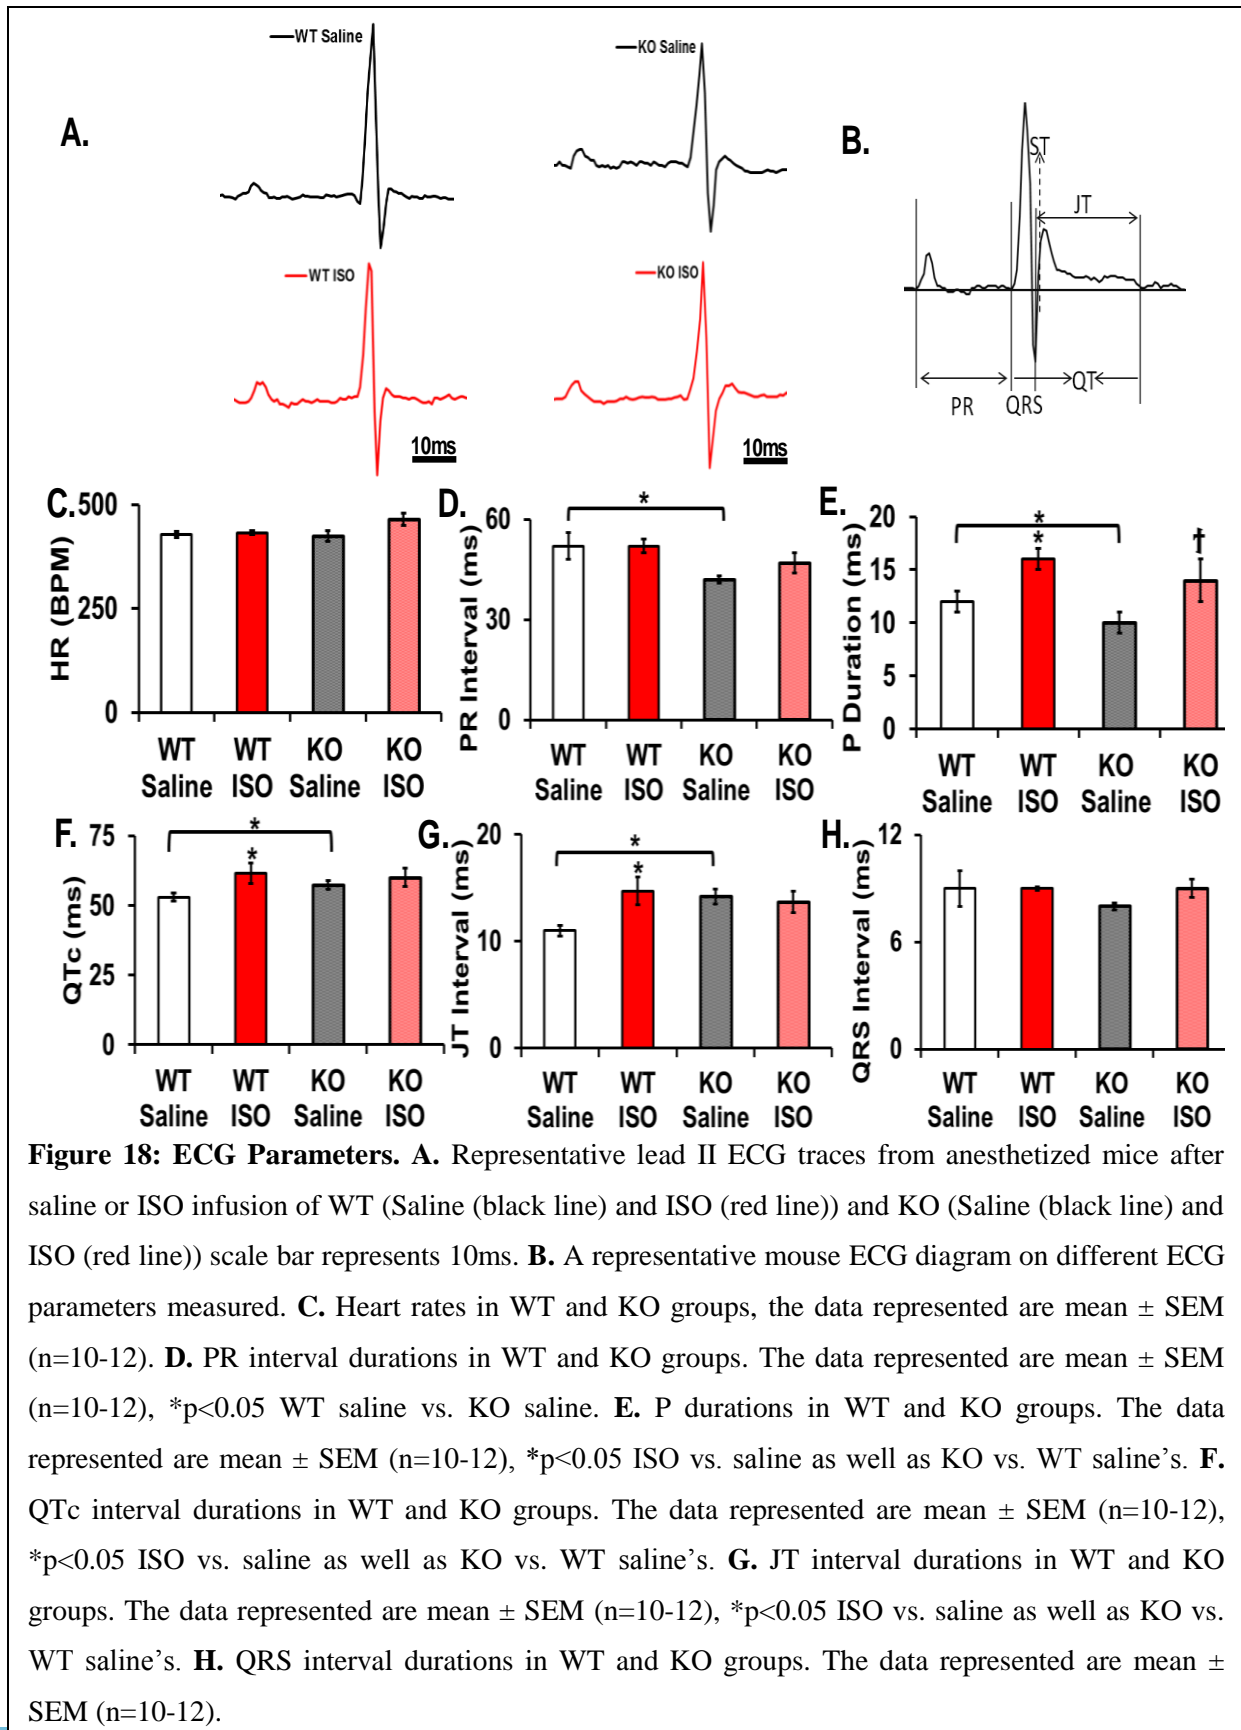 WT Saline
KO Saline
A.
B.
ST
JT
WT ISO
KO ISO
QT
PR
QRS
10ms
10ms
C.
HR (BPM)
500
250
0
WT Saline
WT ISO
KO Saline
KO ISO
D.
PR Interval (ms)
60
30
0
*
WT Saline
WT ISO
KO Saline
KO ISO
E.
P Duration (ms)
20
15
10
5
0
*
*
†
WT Saline
WT ISO
KO Saline
KO ISO
F.
QTc (ms)
75
50
25
0
*
*
WT Saline
WT ISO
KO Saline
KO ISO
G.
JT Interval (ms)
20
10
0
*
*
WT Saline
WT ISO
KO Saline
KO ISO
H.
QRS Interval (ms)
12
6
0
WT Saline
WT ISO
KO Saline
KO ISO
Figure 18: ECG Parameters. A. Representative lead II ECG traces from anesthetized mice after
saline or ISO infusion of WT (Saline (black line) and ISO (red line)) and KO (Saline (black line) and
ISO (red line)) scale bar represents 10ms. B. A representative mouse ECG diagram on different ECG
parameters measured. C. Heart rates in WT and KO groups, the data represented are mean ± SEM
(n=10-12). D. PR interval durations in WT and KO groups. The data represented are mean ± SEM
(n=10-12), *p<0.05 WT saline vs. KO saline. E. P durations in WT and KO groups. The data
represented are mean ± SEM (n=10-12), *p<0.05 ISO vs. saline as well as KO vs. WT saline’s. F.
QTc interval durations in WT and KO groups. The data represented are mean ± SEM (n=10-12),
*p<0.05 ISO vs. saline as well as KO vs. WT saline’s. G. JT interval durations in WT and KO
groups. The data represented are mean ± SEM (n=10-12), *p<0.05 ISO vs. saline as well as KO vs.
WT saline’s. H. QRS interval durations in WT and KO groups. The data represented are mean ±
SEM (n=10-12).